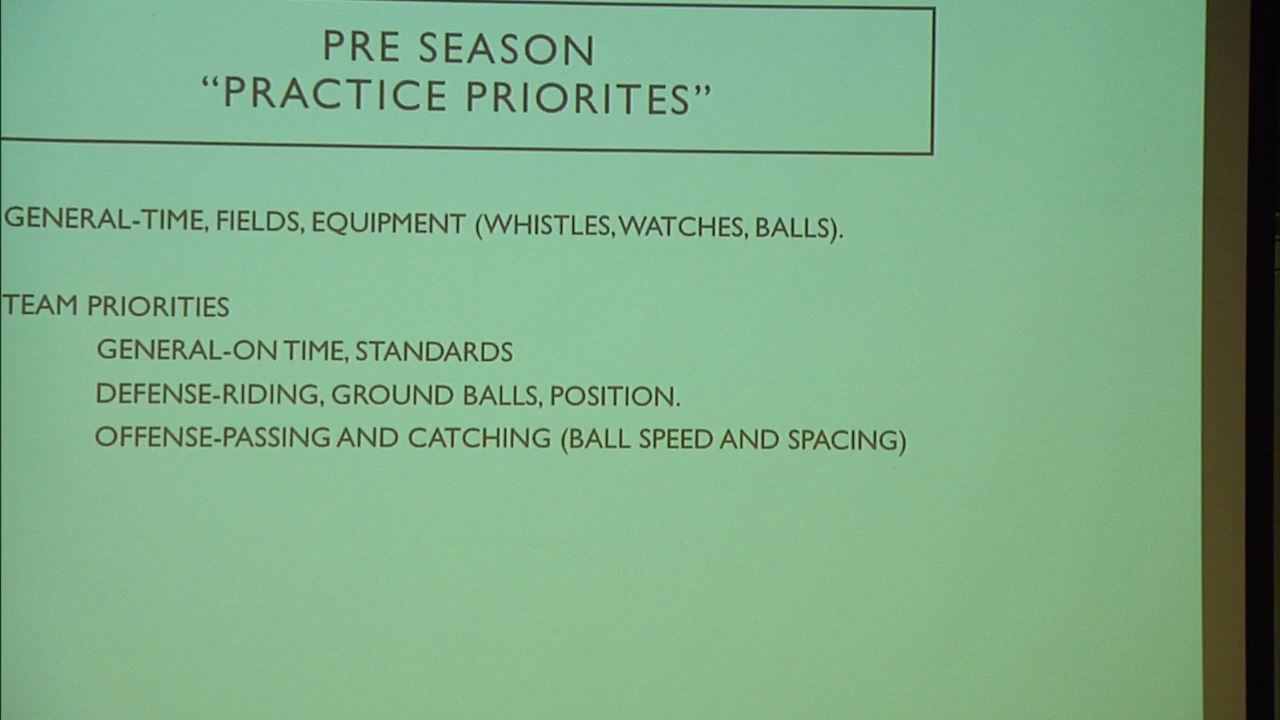 PRE SEASON
“PRACTICE PRIORITES”
GENERAL-TIME, FIELDS, EQUIPMENT (WHISTLES, WATCHES, BALLS).
TEAM PRIORITIES
GENERAL-ON TIME, STANDARDS
DEFENSE-RIDING, GROUND BALLS, POSITION.
OFFENSE-PASSING AND CATCHING (BALL SPEED AND SPACING)